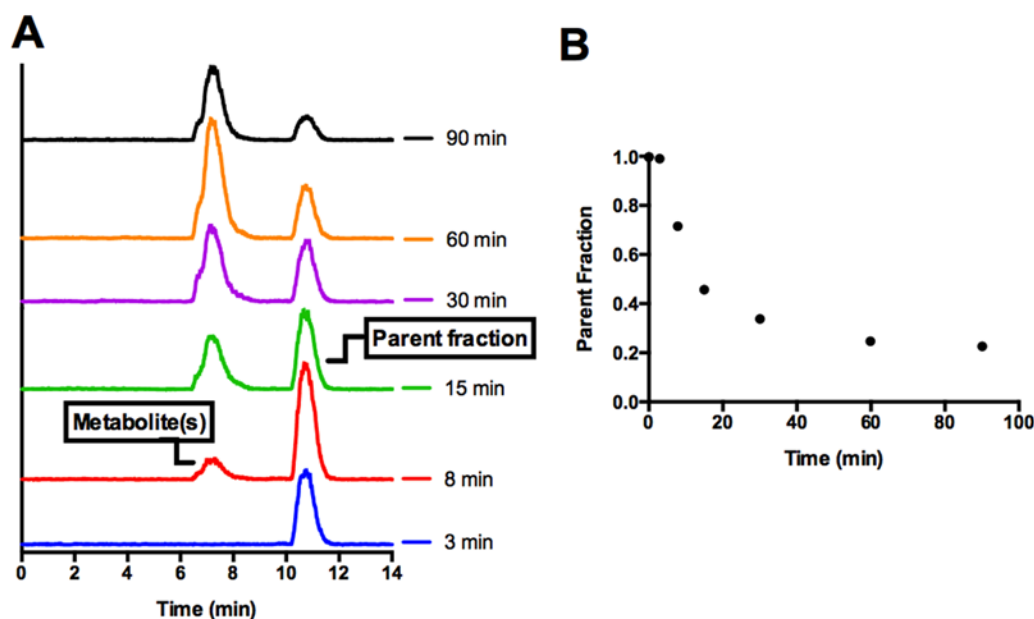 A
90 min
60 min
30 min
Parent fraction
15 min
Metabolite(s)
8 min
3 min
0 2 4 6 8 10 12 14
Time (min)
B
Parent Fraction
1.0
0.8
0.6
0.4
0.2
0.0
0 20 40 60 80 100
Time (min)